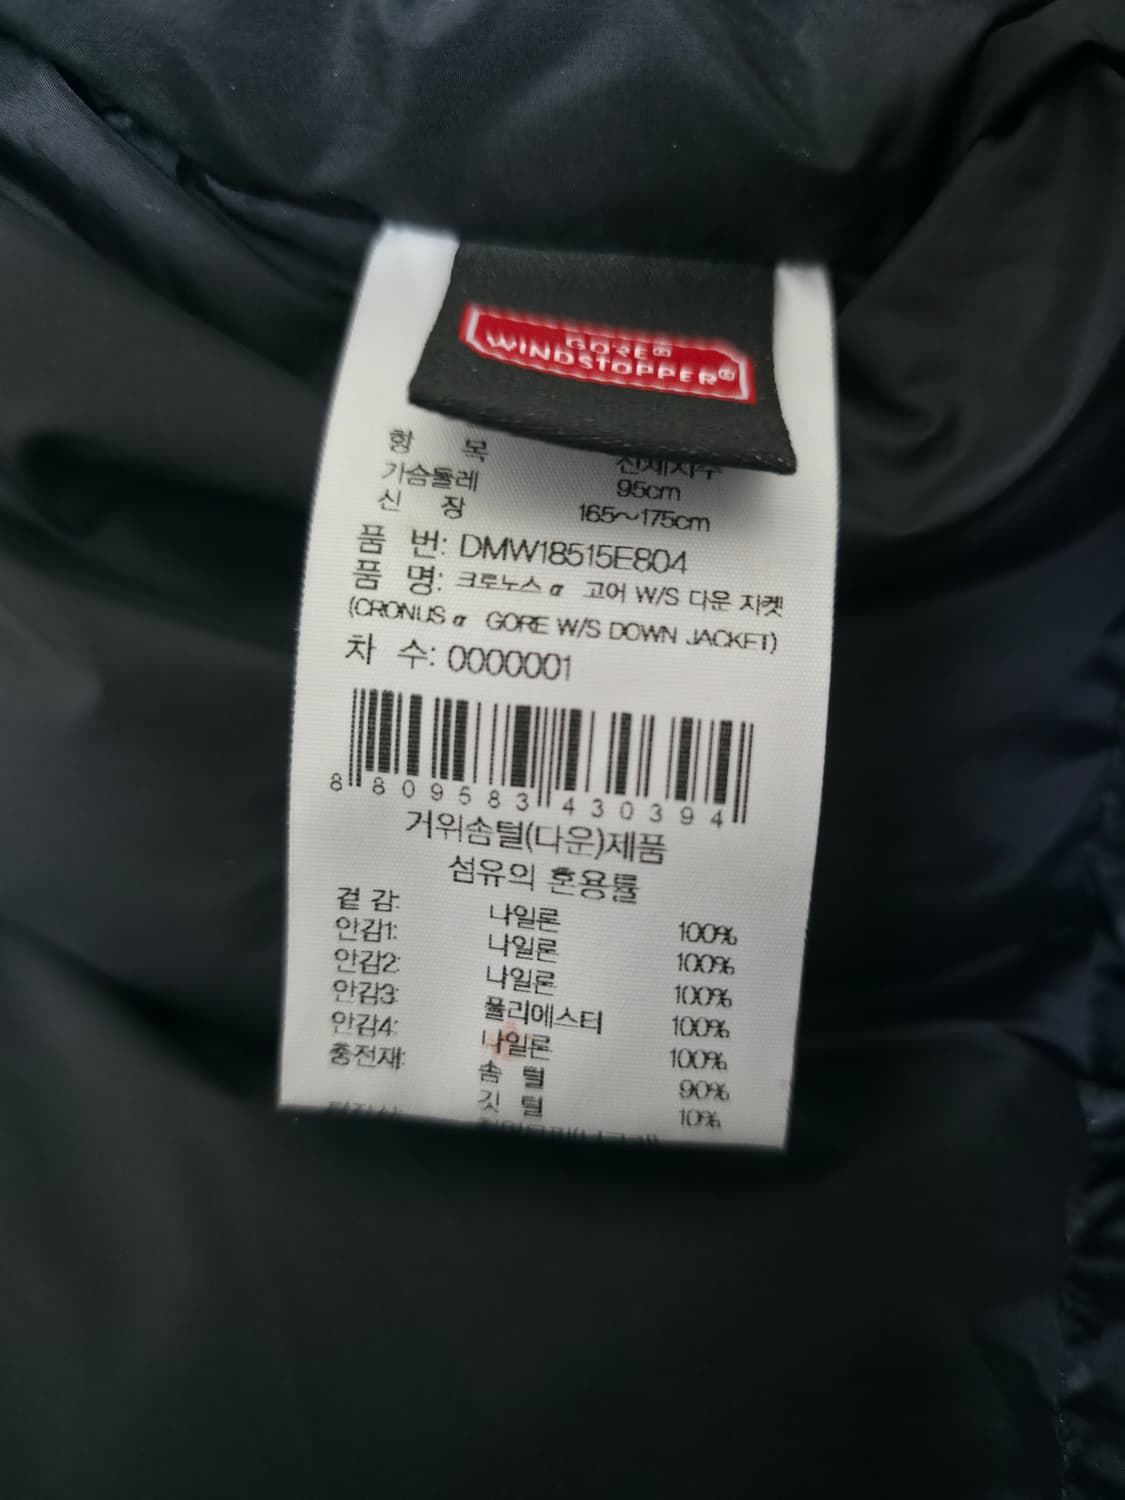 GORE®
WINDSTOPPER®
항 목 신체치수
가슴둘레 95cm
신 장 165~175cm
품 번: DMW18515E804
품 명: 크로노스 α 고어 W/S 다운 자켓
(CRONUS α GORE W/S DOWN JACKET)
차 수: 0000001
8 809583 430394
거위솜털(다운)제품
섬유의 혼용률
겉 감: 나일론 100%
안감1: 나일론 100%
안감2: 나일론 100%
안감3: 폴리에스터 100%
안감4: 나일론 100%
충전재: 솜 털 90%
깃 털 10%